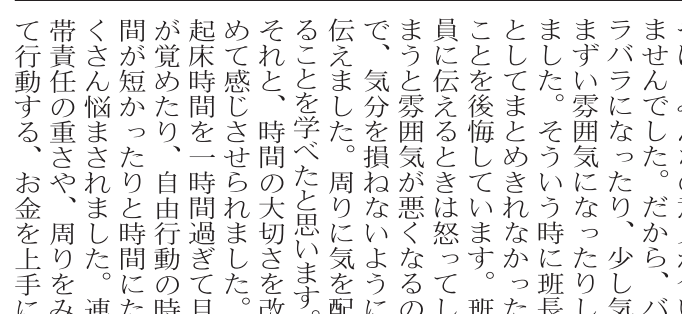 ませんでした。だから、バ
ラバラになったり、少し気
まずい雰囲気になったりし
ました。そういう時に班長
としてまとめきれなかった
ことを後悔しています。班
員に伝えるときは怒ってし
まうと雰囲気が悪くなるの
で、気分を損ねないように
伝えました。周りに気を配
ることを学べたと思います。
それと、時間の大切さを改
めて感じさせられました。
起床時間を一時間過ぎて目
が覚めたり、自由行動の時
間が短かったりと時間にた
くさん悩まされました。連
帯責任の重さや、周りをみ
て行動する、お金を上手に